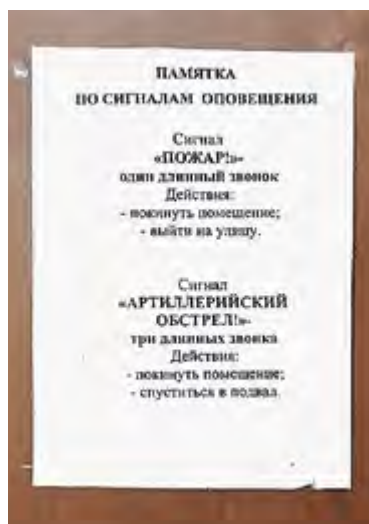 ПАМЯТКА
ПО СИГНАЛАМ ОПОВЕЩЕНИЯ
Сигнал
«ПОЖАР!»-
один длинный звонок
Действия:
- покинуть помещение;
- выйти на улицу.
Сигнал
«АРТИЛЛЕРИЙСКИЙ
ОБСТРЕЛ!»-
три длинных звонка
Действия:
- покинуть помещение;
- спуститься в подвал.